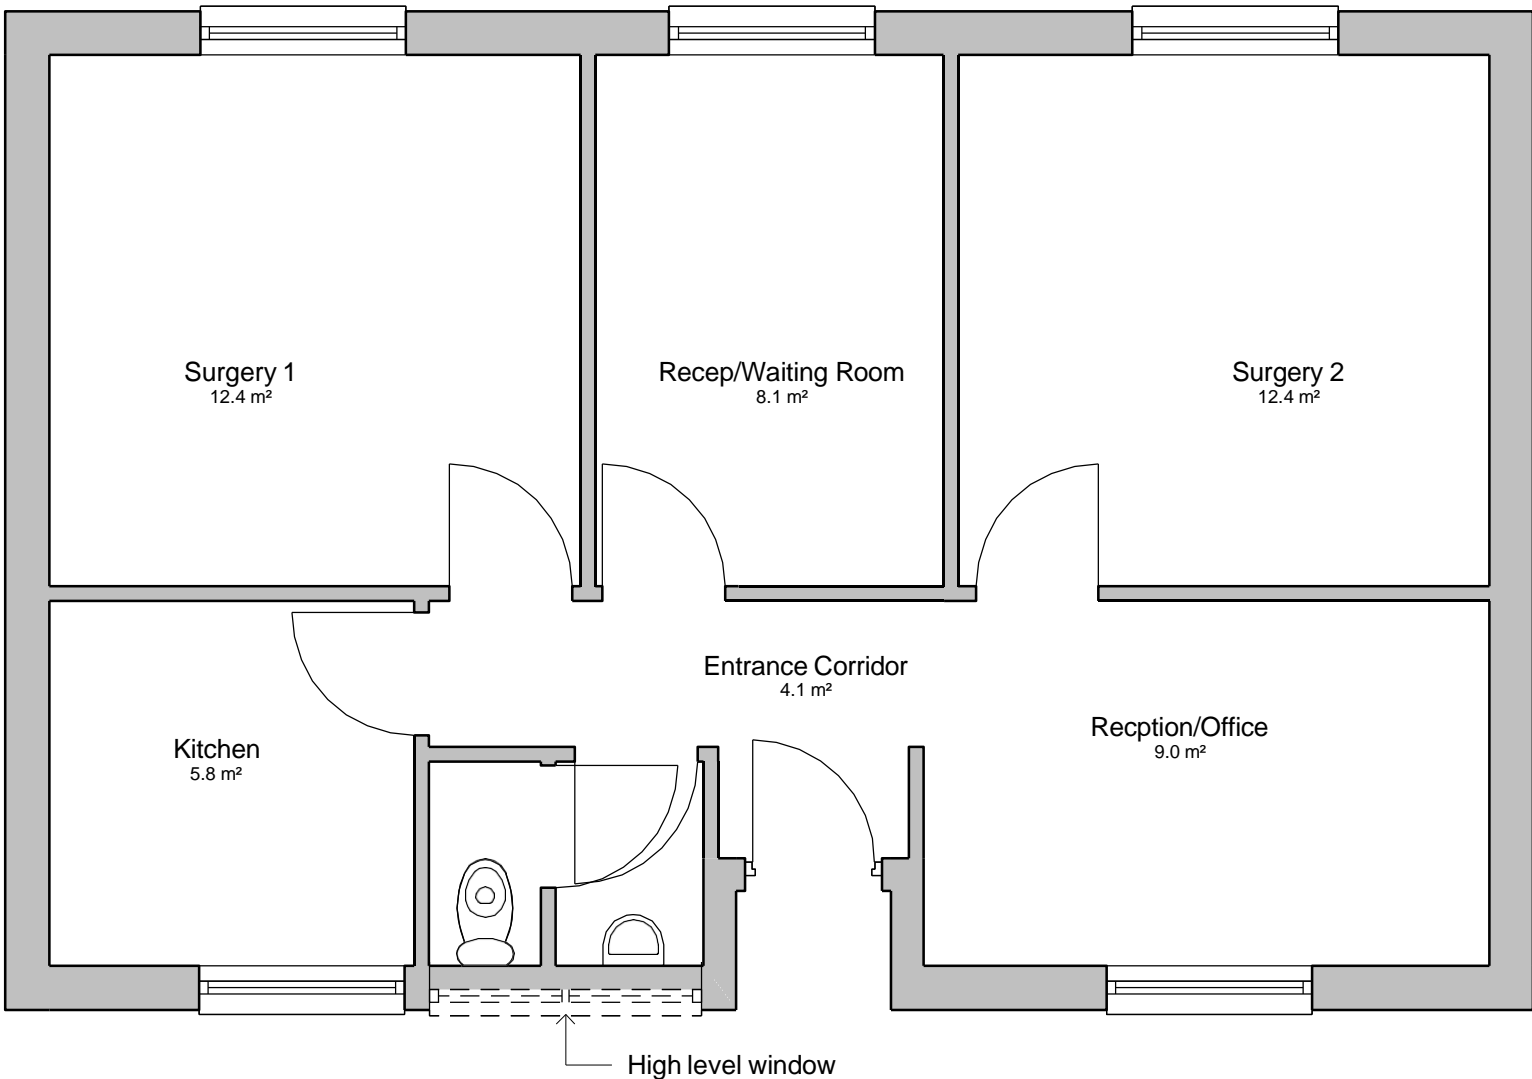 Surgery 1
12.4 m²
Recep/Waiting Room
8.1 m²
Surgery 2
12.4 m²
Entrance Corridor
4.1 m²
Recption/Office
9.0 m²
Kitchen
5.8 m²
High level window